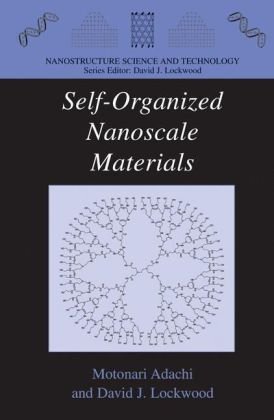 NANOSTRUCTURE SCIENCE AND TECHNOLOGY
Series Editor: David J. Lockwood
Self-Organized
Nanoscale
Materials
Motonari Adachi
and David J. Lockwood